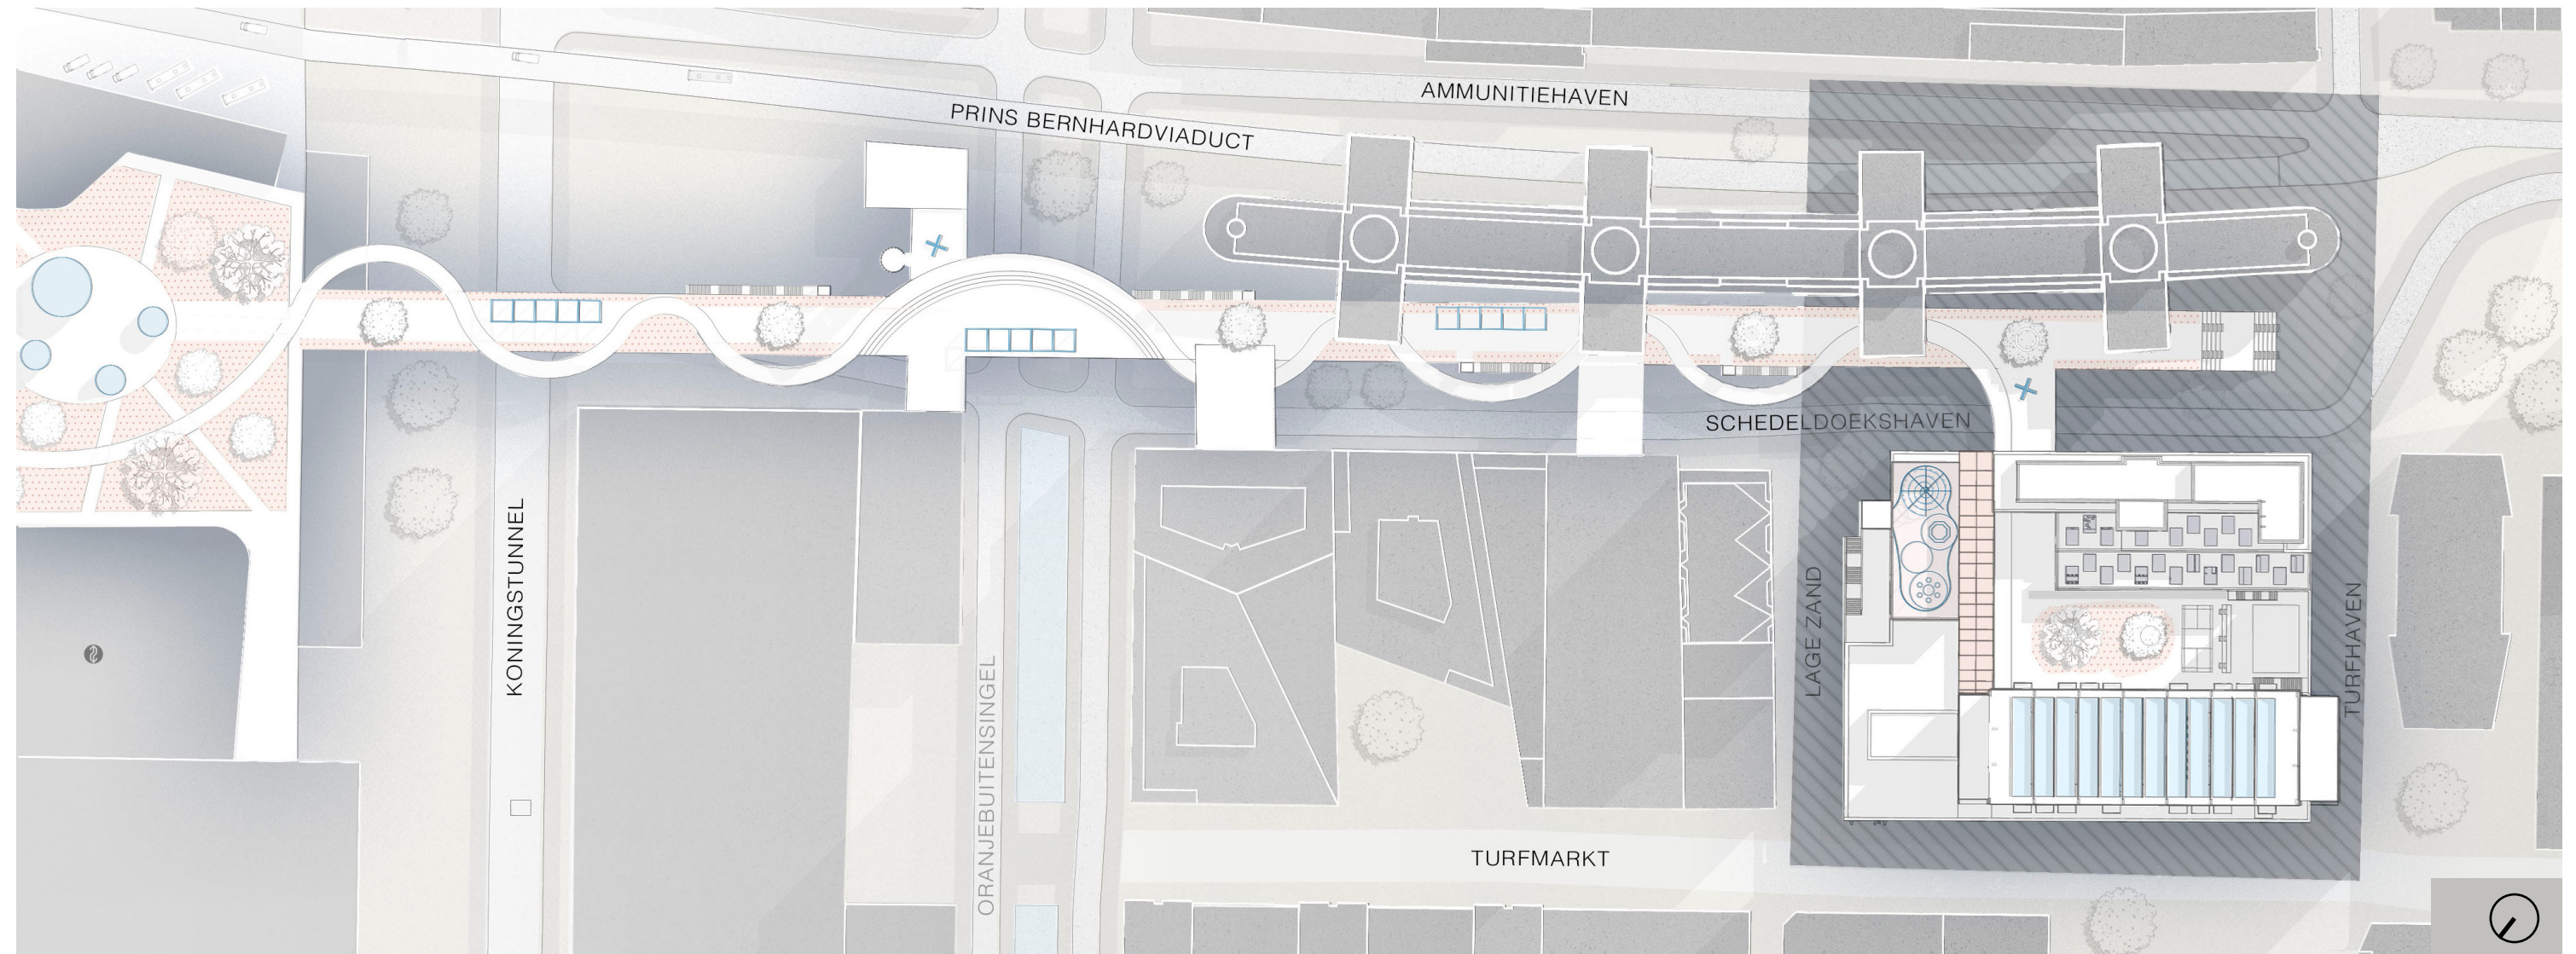 AMMUNITIEHAVEN
PRINS BERNHARDVIADUCT
SCHEDELDOEKSHAVEN
KONINGSTUNNEL
ORANJEBUITENSINGEL
LAGE ZAND
TURFHAVEN
TURFMARKT